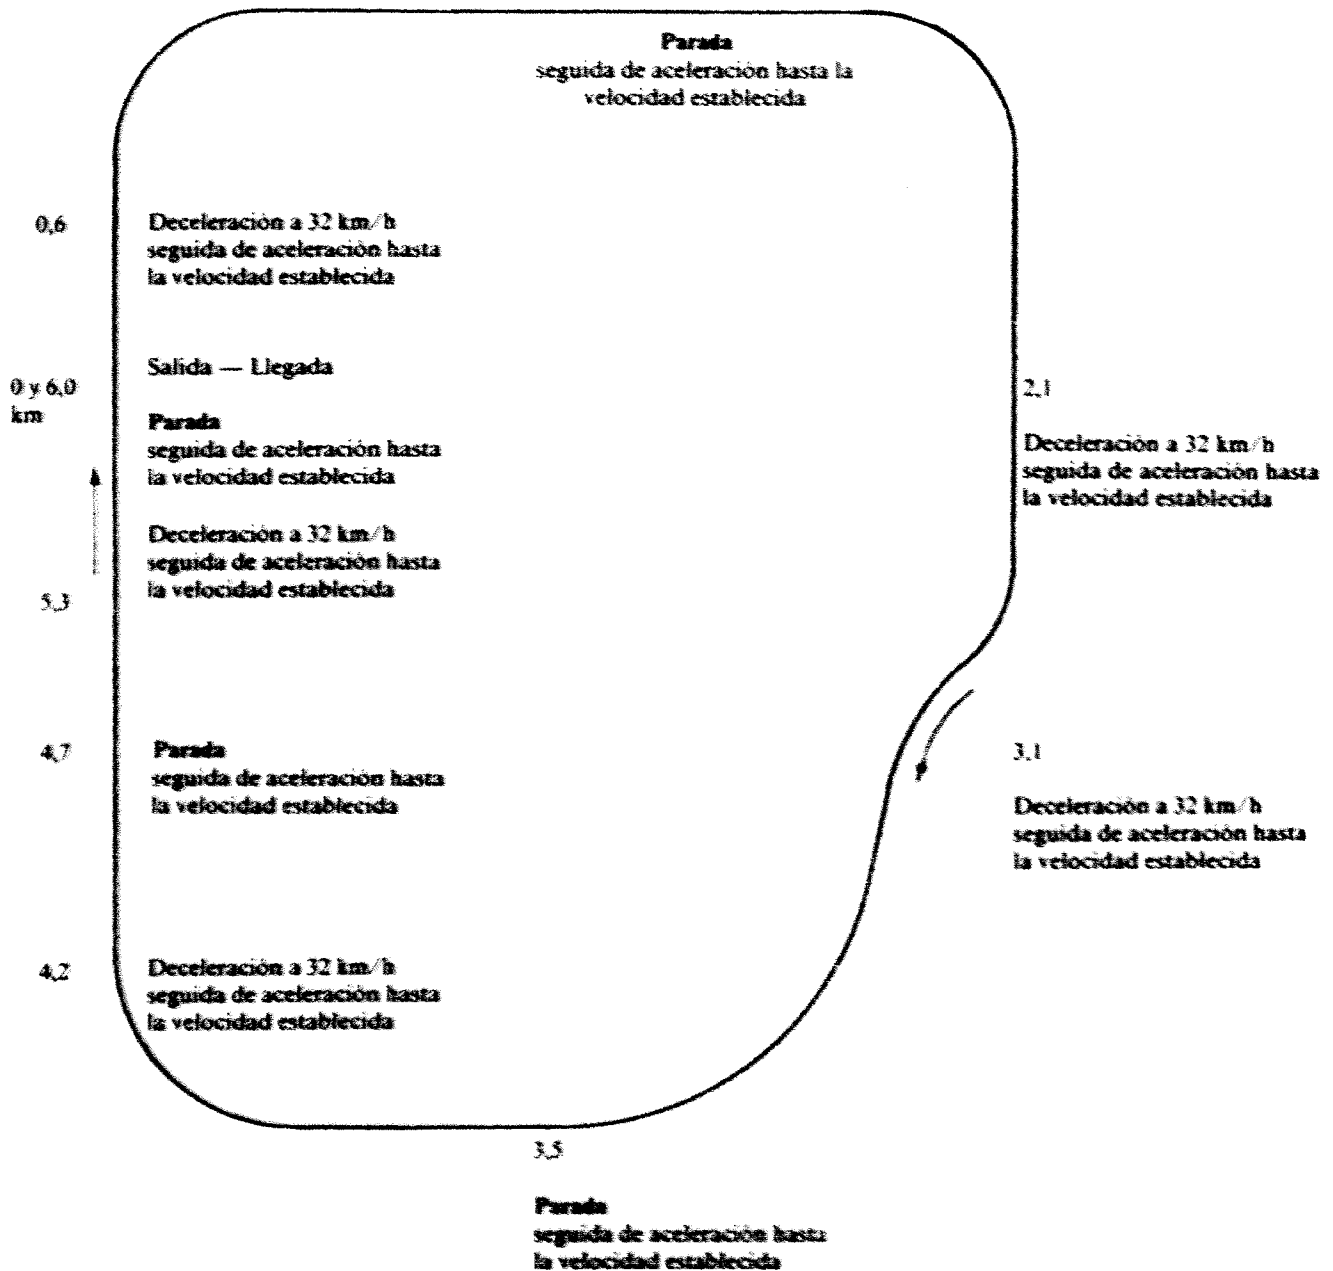 Parada
seguida de aceleración hasta la
velocidad establecida
0,6
Deceleración a 32 km/h
seguida de aceleración hasta
la velocidad establecida
Salida — Llegada
0 y 6,0
km
Parada
seguida de aceleración hasta
la velocidad establecida
Deceleración a 32 km/h
seguida de aceleración hasta
la velocidad establecida
5,3
2,1
Deceleración a 32 km/h
seguida de aceleración hasta
la velocidad establecida
4,7
Parada
seguida de aceleración hasta
la velocidad establecida
3,1
Deceleración a 32 km/h
seguida de aceleración hasta
la velocidad establecida
4,2
Deceleración a 32 km/h
seguida de aceleración hasta
la velocidad establecida
3,5
Parada
seguida de aceleración hasta
la velocidad establecida